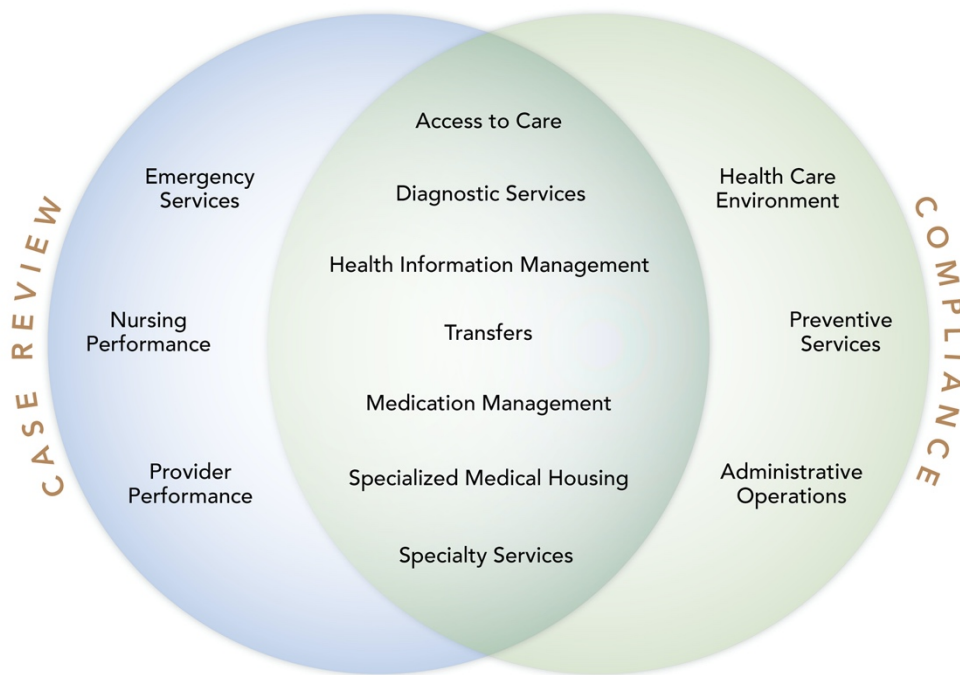 CASE REVIEW
Emergency
Services
Nursing
Performance
Provider
Performance
Access to Care
Diagnostic Services
Health Information Management
Transfers
Medication Management
Specialized Medical Housing
Specialty Services
Health Care
Environment
Preventive
Services
Administrative
Operations
COMPLIANCE